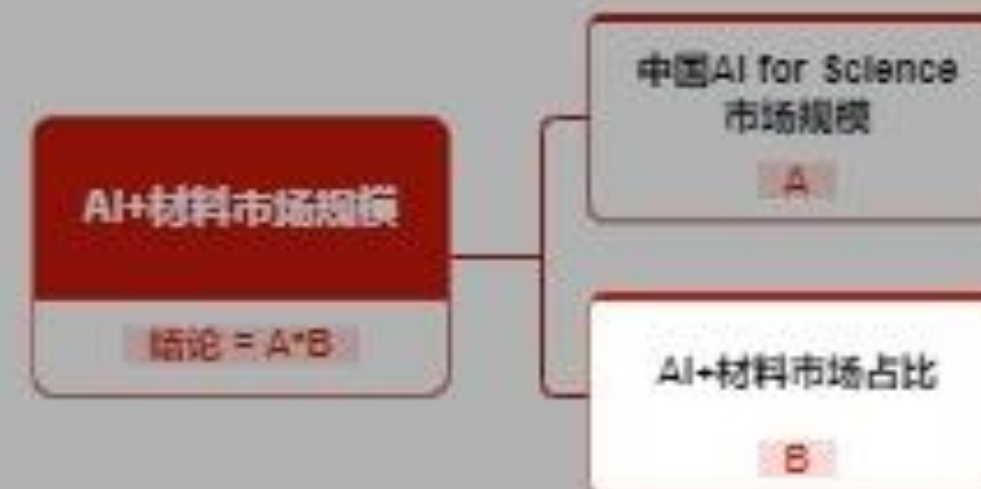 AI+材料市场规模
结论 = A*B
中国AI for Science
市场规模
A
AI+材料市场占比
B